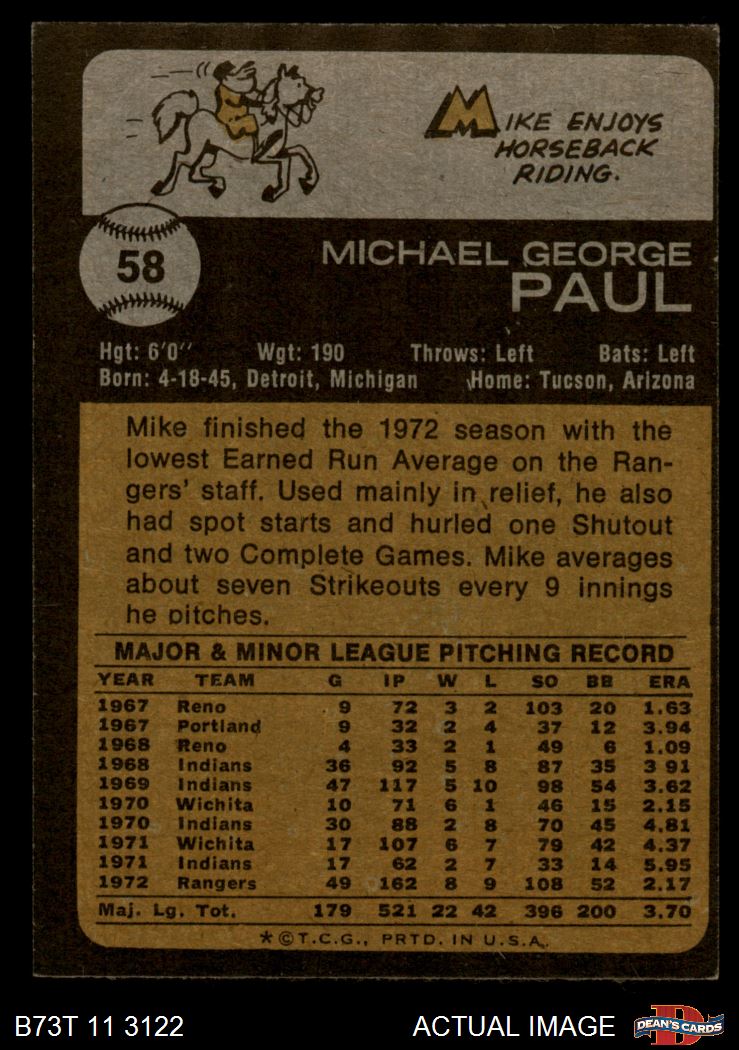 MIKE ENJOYS
HORSEBACK
RIDING.
58
MICHAEL GEORGE
PAUL
Hgt: 6'0" Wgt: 190 Throws: Left Bats: Left
Born: 4-18-45, Detroit, Michigan Home: Tucson, Arizona
Mike finished the 1972 season with the
lowest Earned Run Average on the Ran-
gers' staff. Used mainly in relief, he also
had spot starts and hurled one Shutout
and two Complete Games. Mike averages
about seven Strikeouts every 9 innings
he pitches.
MAJOR & MINOR LEAGUE PITCHING RECORD
YEAR TEAM G IP W L SO BB ERA
1967 Reno 9 72 3 2 103 20 1.63
1967 Portland 9 32 2 4 37 12 3.94
1968 Reno 4 33 2 1 49 6 1.09
1968 Indians 36 92 5 8 87 35 3 91
1969 Indians 47 117 5 10 98 54 3.62
1970 Wichita 10 71 6 1 46 15 2.15
1970 Indians 30 88 2 8 70 45 4.81
1971 Wichita 17 107 6 7 79 42 4.37
1971 Indians 17 62 2 7 33 14 5.95
1972 Rangers 49 162 8 9 108 52 2.17
Maj. Lg. Tot. 179 521 22 42 396 200 3.70
*©T.C.G., PRTD. IN U.S.A.
B73T 11 3122 ACTUAL IMAGE D DEAN'S CARDS